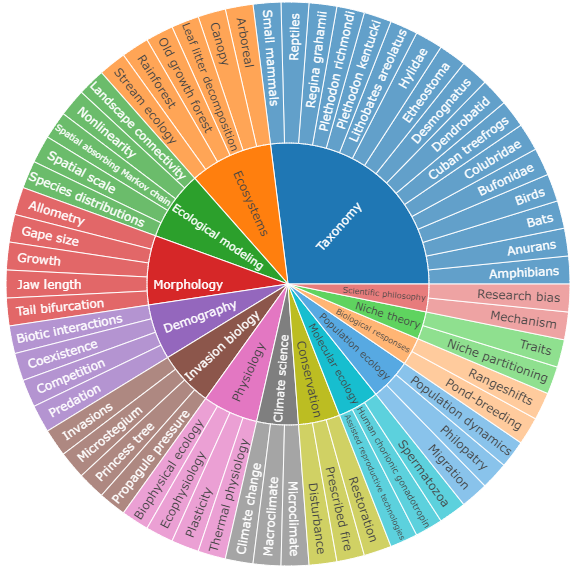 Taxonomy
Small mammals
Reptiles
Regina grahamii
Plethodon richmondi
Plethodon kentucki
Lithobates areolatus
Hylidae
Etheostoma
Desmognatus
Dendrobatid
Cuban treefrogs
Colubridae
Bufonidae
Birds
Bats
Anurans
Amphibians
Scientific philosophy
Research bias
Mechanism
Niche theory
Traits
Niche partitioning
Biological responses
Rangeshifts
Pond-breeding
Population ecology
Population dynamics
Philopatry
Migration
Molecular ecology
Spermatozoa
Human chorionic gonadotropin
Assisted reproductive technologies
Conservation
Restoration
Prescribed fire
Disturbance
Climate science
Microclimate
Macroclimate
Climate change
Physiology
Thermal physiology
Plasticity
Ecophysiology
Biophysical ecology
Invasion biology
Propagule pressure
Princess tree
Microstegium
Invasions
Demography
Predation
Competition
Coexistence
Biotic interactions
Morphology
Tail bifurcation
Jaw length
Growth
Gape size
Allometry
Ecological modeling
Species distributions
Spatial scale
Spatial absorbing Markov chain
Nonlinearity
Landscape connectivity
Ecosystems
Stream ecology
Rainforest
Old growth forest
Leaf litter decomposition
Canopy
Arboreal